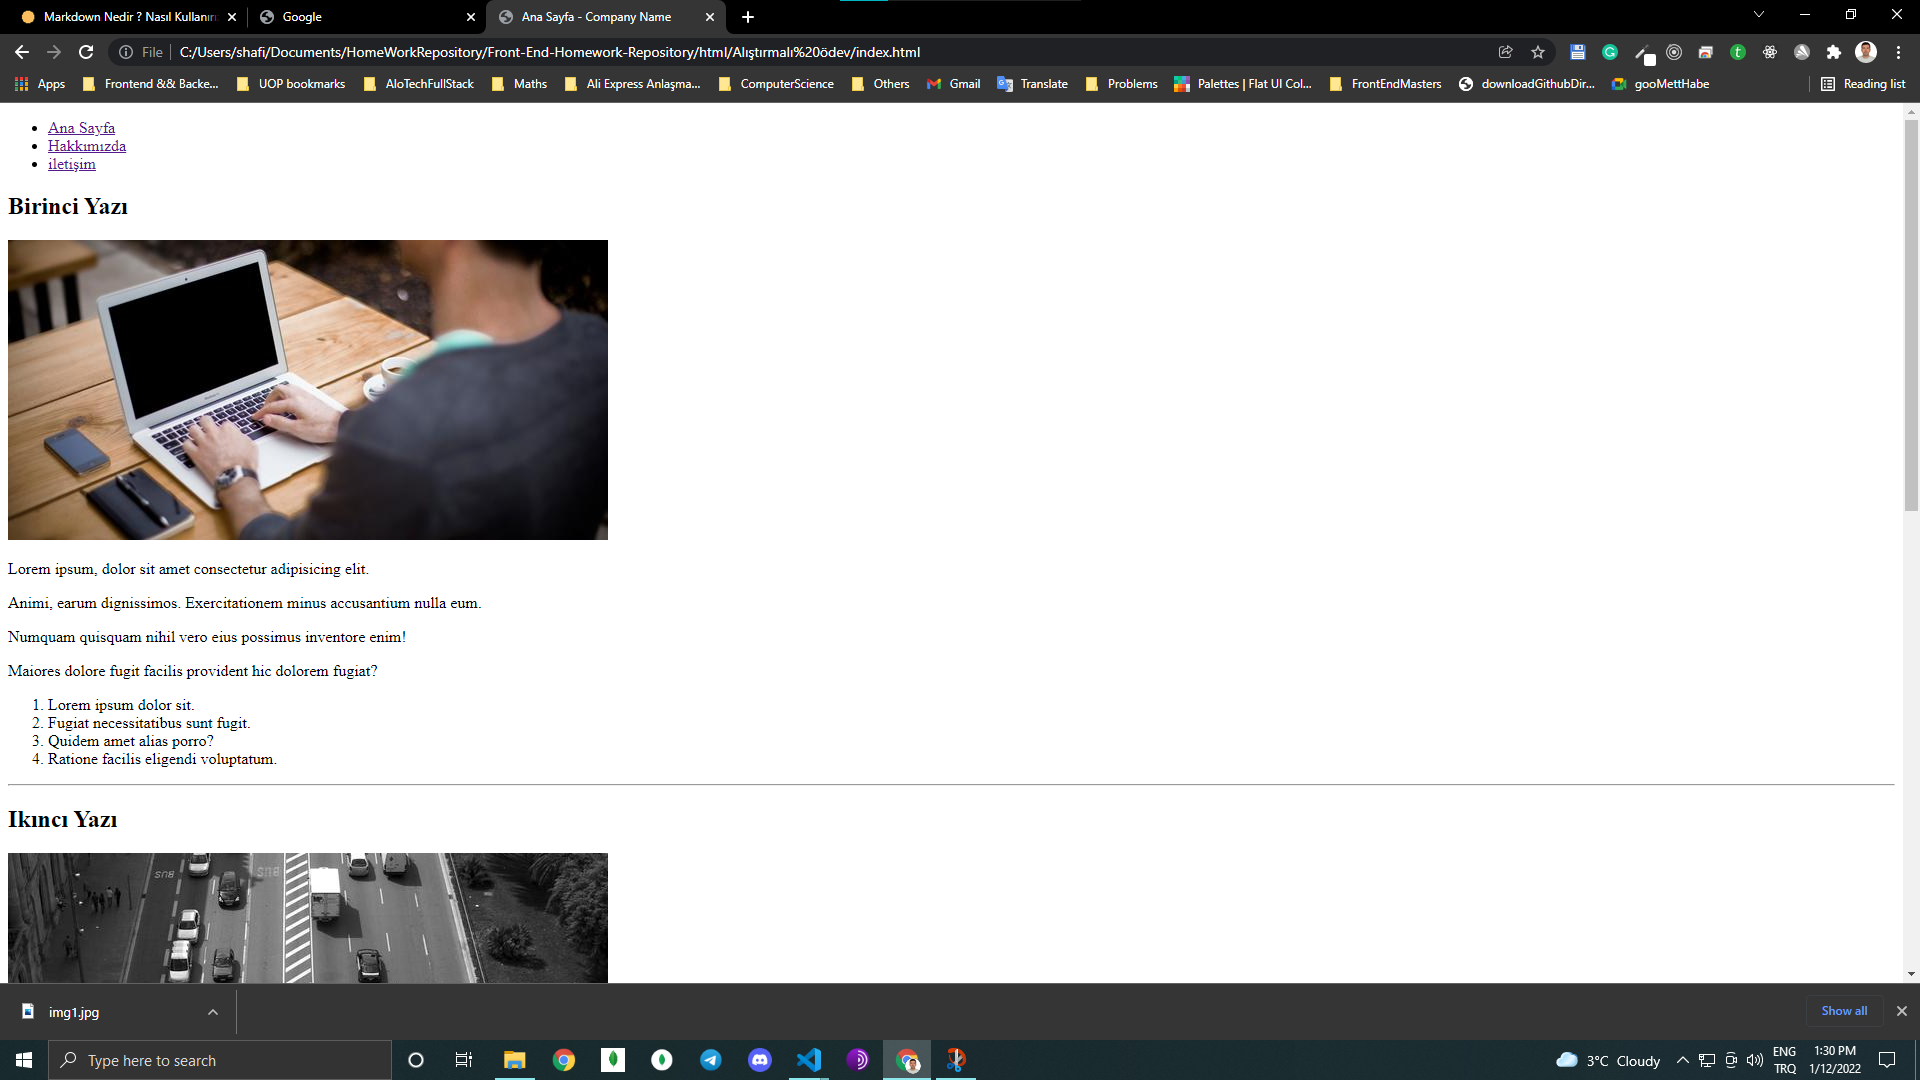 Markdown Nedir ? Nasıl Kullanırı
Google
Ana Sayfa - Company Name
File
C:/Users/shafi/Documents/HomeWorkRepository/Front-End-Homework-Repository/html/Alıştırmalı%20ödev/index.html
Apps
Frontend && Backe...
UOP bookmarks
AloTechFullStack
Maths
Ali Express Anlaşma...
ComputerScience
Others
Gmail
Translate
Problems
Palettes | Flat UI Col...
FrontEndMasters
downloadGithubDir...
gooMettHabe
Reading list
Ana Sayfa
Hakkımızda
iletişim
Birinci Yazı
Lorem ipsum, dolor sit amet consectetur adipisicing elit.
Animi, earum dignissimos. Exercitationem minus accusantium nulla eum.
Numquam quisquam nihil vero eius possimus inventore enim!
Maiores dolore fugit facilis provident hic dolorem fugiat?
1. Lorem ipsum dolor sit.
2. Fugiat necessitatibus sunt fugit.
3. Quidem amet alias porro?
4. Ratione facilis eligendi voluptatum.
Ikıncı Yazı
BUS
BUS
img1.jpg
Show all
Type here to search
3°C Cloudy
ENG
TRQ
1:30 PM
1/12/2022